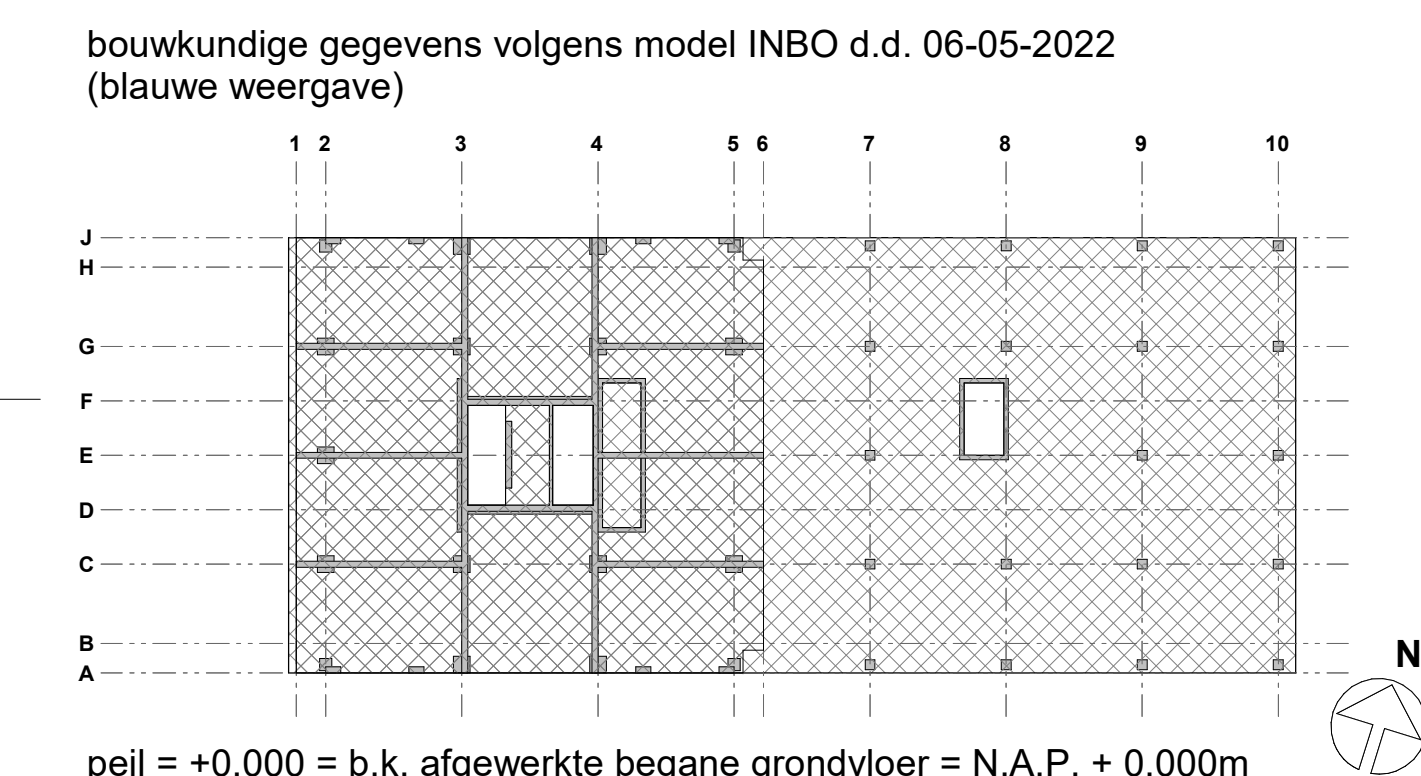 bouwkundige gegevens volgens model INBO d.d. 06-05-2022
(blauwe weergave)
1 2 3 4 5 6 7 8 9 10
J
H
G
F
E
D
C
B
A
N
peil = +0.000 = b.k. afgewerkte begane grondvloer = N.A.P. + 0.000m